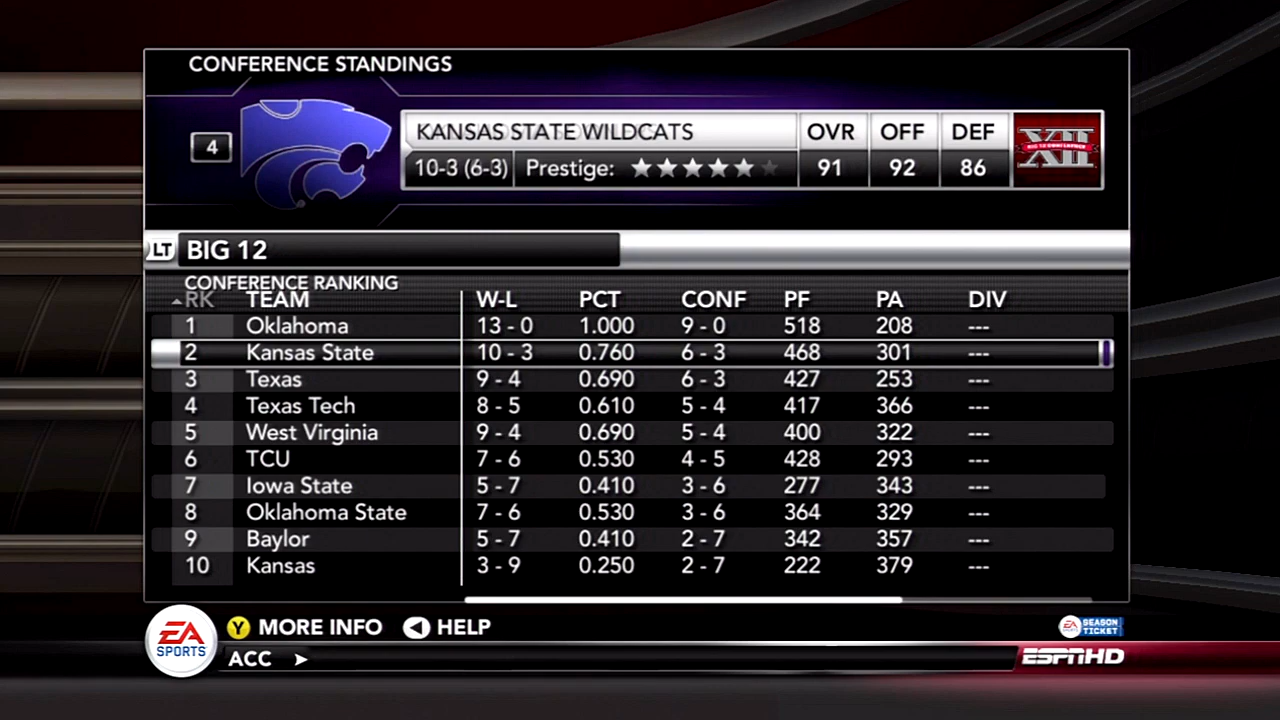 CONFERENCE STANDINGS
4
KANSAS STATE WILDCATS OVR OFF DEF
10-3 (6-3) Prestige: 91 92 86
XII
LT BIG 12
CONFERENCE RANKING
RK TEAM W-L PCT CONF PF PA DIV
1 Oklahoma 13 - 0 1.000 9 - 0 518 208 ---
2 Kansas State 10 - 3 0.760 6 - 3 468 301 ---
3 Texas 9 - 4 0.690 6 - 3 427 253 ---
4 Texas Tech 8 - 5 0.610 5 - 4 417 366 ---
5 West Virginia 9 - 4 0.690 5 - 4 400 322 ---
6 TCU 7 - 6 0.530 4 - 5 428 293 ---
7 Iowa State 5 - 7 0.410 3 - 6 277 343 ---
8 Oklahoma State 7 - 6 0.530 3 - 6 364 329 ---
9 Baylor 5 - 7 0.410 2 - 7 342 357 ---
10 Kansas 3 - 9 0.250 2 - 7 222 379 ---
EA SPORTS
Y MORE INFO HELP
EA SEASON TICKET
ACC
ESPN HD